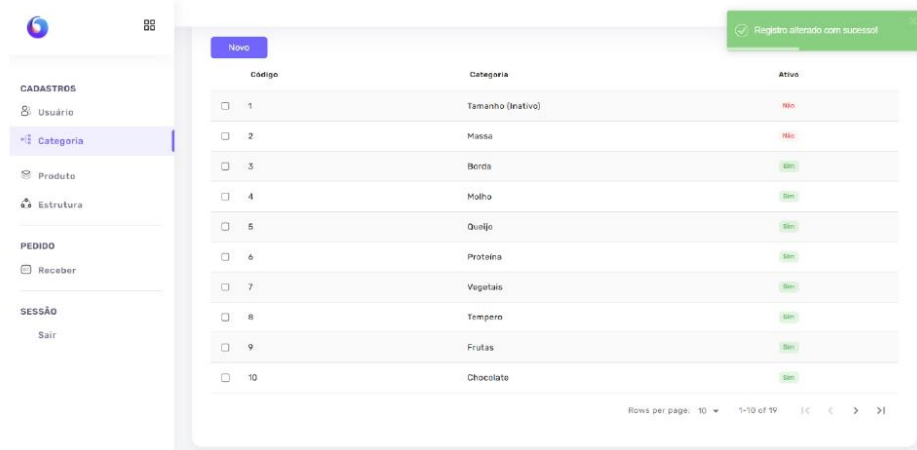 Registro alterado com sucesso!
Novo
Código Categoria Ativo
CADASTROS
Usuário
Categoria
Produto
Estrutura
PEDIDO
Receber
SESSÃO
Sair
1 Tamanho (Inativo) Não
2 Massa Não
3 Borda Sim
4 Molho Sim
5 Queijo Sim
6 Proteína Sim
7 Vegetais Sim
8 Tempero Sim
9 Frutas Sim
10 Chocolate Sim
Rows per page: 10 1-10 of 19